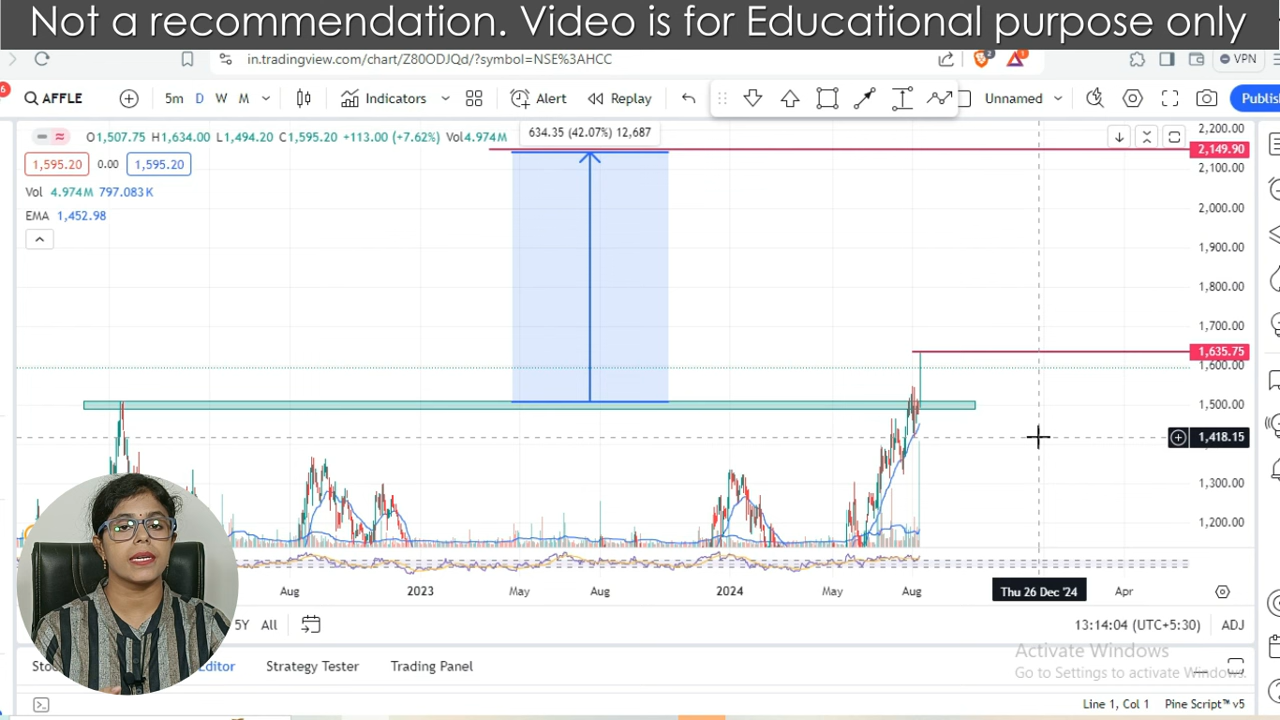 Not a recommendation. Video is for Educational purpose only
in.tradingview.com/chart/Z80ODJQd/?symbol=NSE%3AHCC
VPN
AFFLE 5m D W M Indicators Alert Replay Unnamed Publis
O1,507.75 H1,634.00 L1,494.20 C1,595.20 +113.00 (+7.62%) Vol4.974M
634.35 (42.07%) 12,687
1,595.20 0.00 1,595.20
Vol 4.974M 797.083K
EMA 1,452.98
2,200.00
2,149.90
2,100.00
2,000.00
1,900.00
1,800.00
1,700.00
1,635.75
1,600.00
1,500.00
1,418.15
1,300.00
1,200.00
Aug 2023 May Aug 2024 May Aug Thu 26 Dec '24 Apr
5Y All 13:14:04 (UTC+5:30) ADJ
Activate Windows
Go to Settings to activate Windows.
Stoc Editor Strategy Tester Trading Panel
Line 1, Col 1 Pine Script™ v5